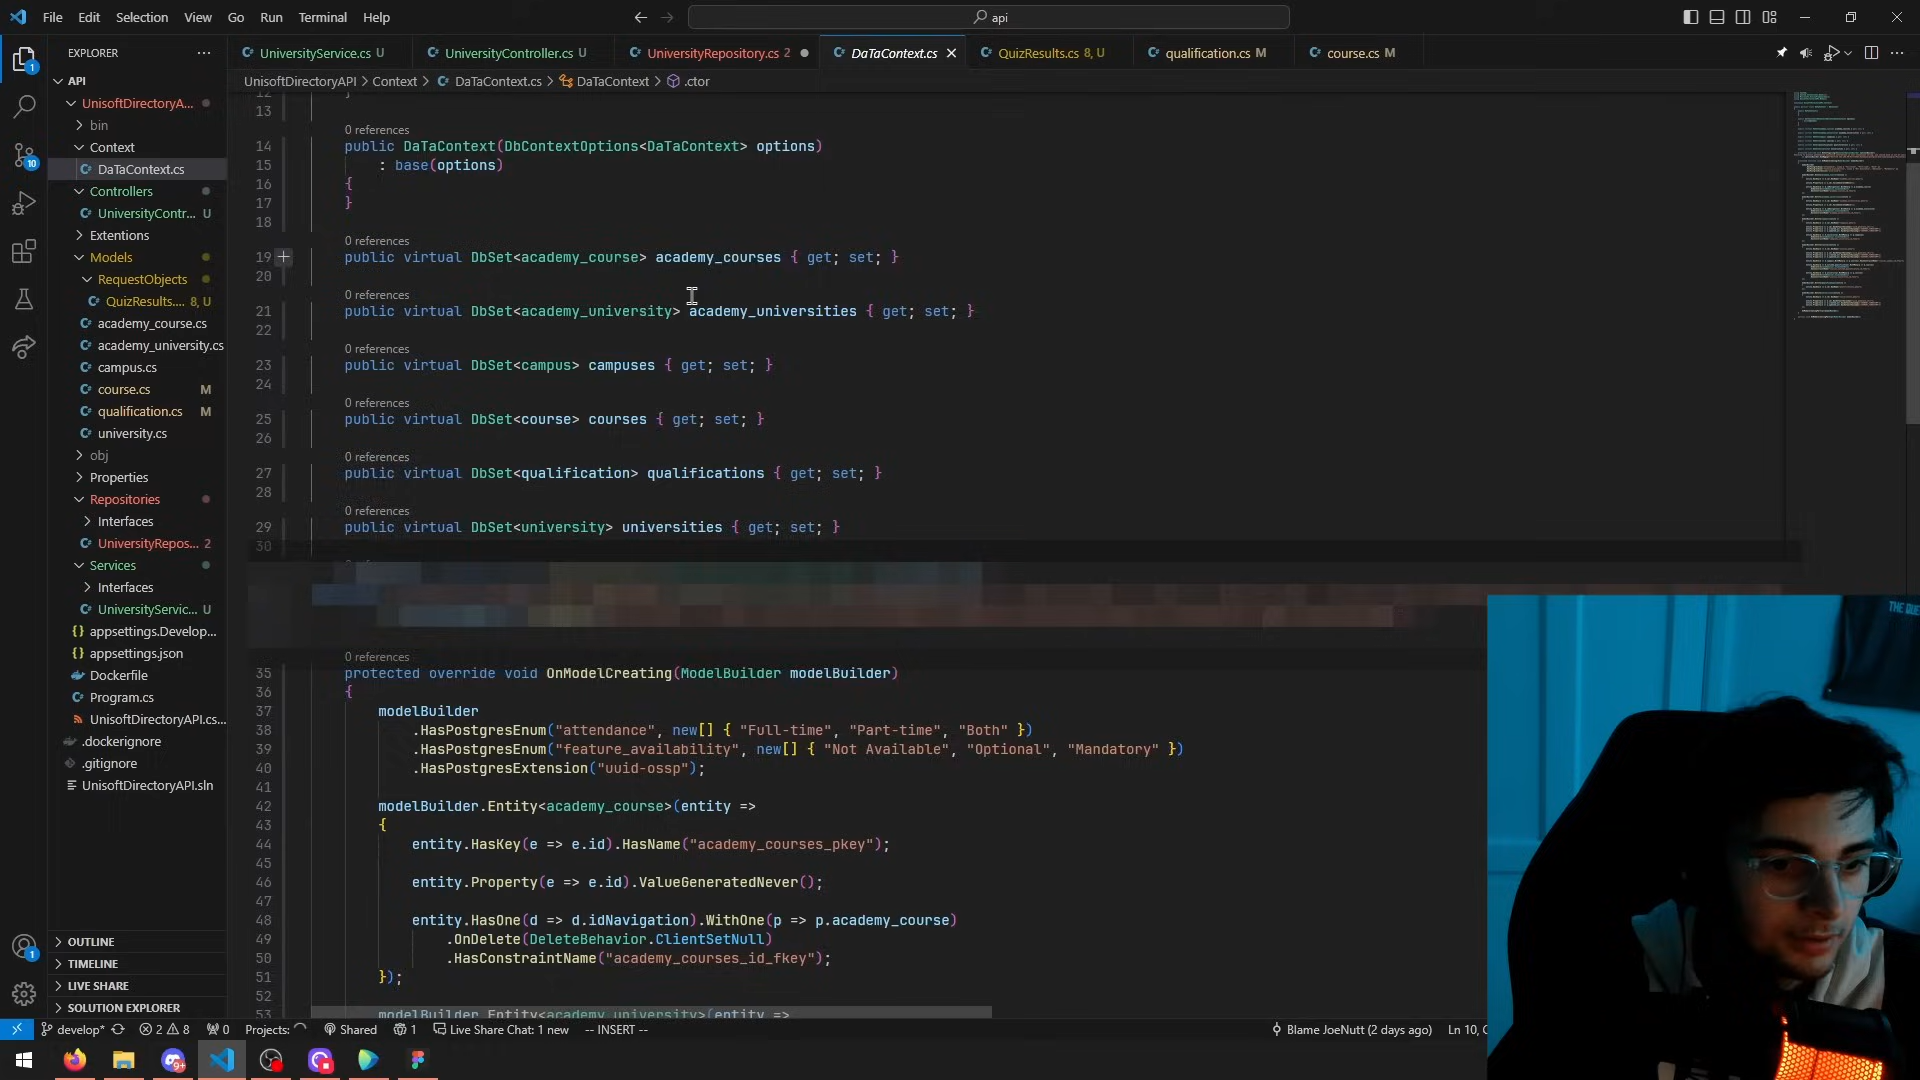 File Edit Selection View Go Run Terminal Help
api
EXPLORER
UniversityService.cs U
UniversityController.cs U
UniversityRepository.cs 2
DaTaContext.cs
QuizResults.cs 8, U
qualification.cs M
course.cs M
UnisoftDirectoryAPI > Context > DaTaContext.cs > DaTaContext > .ctor
API
UnisoftDirectoryA...
bin
Context
DaTaContext.cs
Controllers
UniversityContr... U
Extentions
Models
RequestObjects
QuizResults.... 8, U
academy_course.cs
academy_university.cs
campus.cs
course.cs M
qualification.cs M
university.cs
obj
Properties
Repositories
Interfaces
UniversityRepos... 2
Services
Interfaces
UniversityServic... U
appsettings.Develop...
appsettings.json
Dockerfile
Program.cs
UnisoftDirectoryAPI.cs...
.dockerignore
.gitignore
UnisoftDirectoryAPI.sln
OUTLINE
TIMELINE
LIVE SHARE
SOLUTION EXPLORER
12 }
13
0 references
14 public DaTaContext(DbContextOptions<DaTaContext> options)
15 : base(options)
16 {
17 }
18
0 references
19 public virtual DbSet<academy_course> academy_courses { get; set; }
20
0 references
21 public virtual DbSet<academy_university> academy_universities { get; set; }
22
0 references
23 public virtual DbSet<campus> campuses { get; set; }
24
0 references
25 public virtual DbSet<course> courses { get; set; }
26
0 references
27 public virtual DbSet<qualification> qualifications { get; set; }
28
0 references
29 public virtual DbSet<university> universities { get; set; }
30
0 references
35 protected override void OnModelCreating(ModelBuilder modelBuilder)
36 {
37 modelBuilder
38 .HasPostgresEnum("attendance", new[] { "Full-time", "Part-time", "Both" })
39 .HasPostgresEnum("feature_availability", new[] { "Not Available", "Optional", "Mandatory" })
40 .HasPostgresExtension("uuid-ossp");
41
42 modelBuilder.Entity<academy_course>(entity =>
43 {
44 entity.HasKey(e => e.id).HasName("academy_courses_pkey");
45
46 entity.Property(e => e.id).ValueGeneratedNever();
47
48 entity.HasOne(d => d.idNavigation).WithOne(p => p.academy_course)
49 .OnDelete(DeleteBehavior.ClientSetNull)
50 .HasConstraintName("academy_courses_id_fkey");
51 });
52
53 modelBuilder.Entity<academy_university>(entity =>
THE QUE
develop* 2 8 0 Projects: Shared 1 Live Share Chat: 1 new -- INSERT -- Blame JoeNutt (2 days ago) Ln 10,
1
10
1
9+